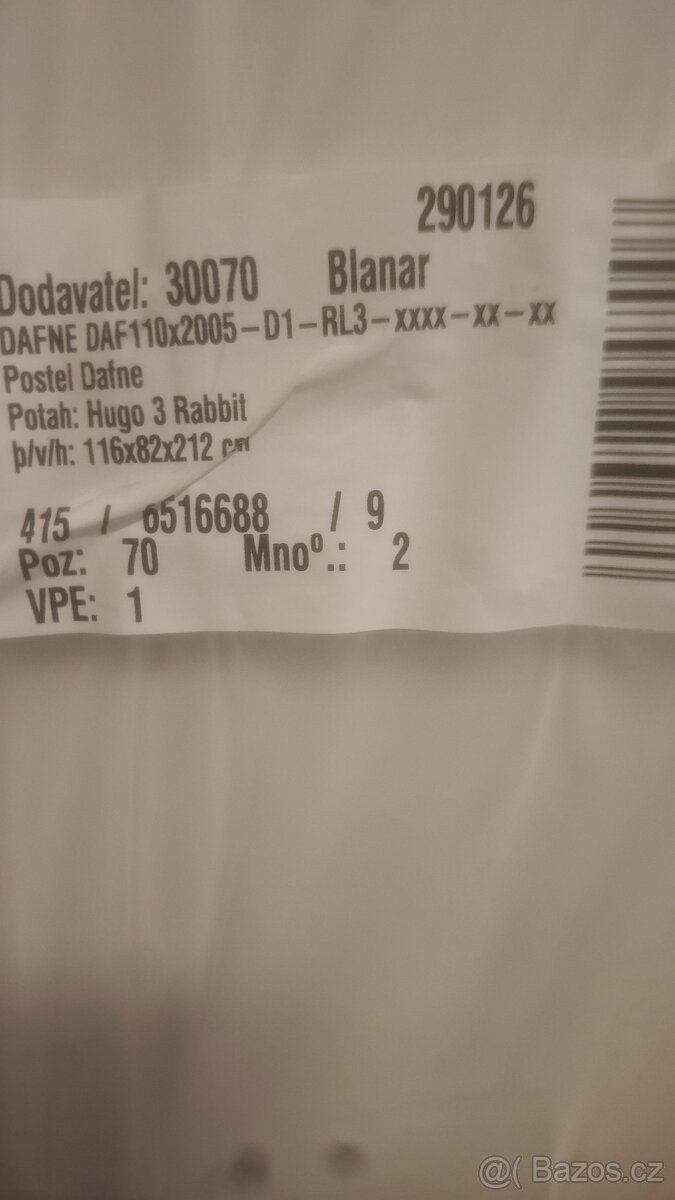 290126
Dodavatel: 30070 Blanar
DAFNE DAF110x2005-D1-RL3-xxxx-xx-xx
Postel Dafne
Potah: Hugo 3 Rabbit
þ/v/h: 116x82x212 cm
415 / 6516688 / 9
Poz: 70 Mnoº.: 2
VPE: 1
@( Bazos.cz